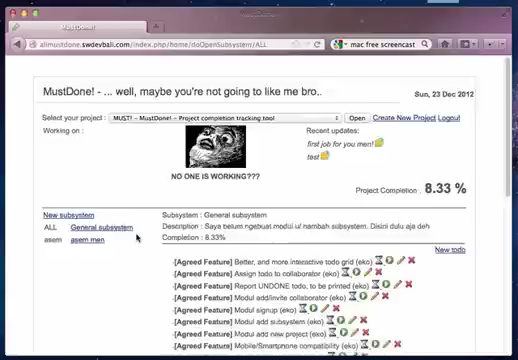 MustDone!
alimustdone.swdevbali.com/index.php/home/doOpenSubsystem/ALL
mac free screencast
MustDone! - ... well, maybe you're not going to like me bro..
Sun, 23 Dec 2012
Select your project : MUST! - MustDone! - Project completion tracking tool Open Create New Project Logout
Working on :
Recent updates:
first job for you men!
test
NO ONE IS WORKING???
Project Completion : 8.33 %
New subsystem
ALL General subsystem
asem asem men
Subsystem : General subsystem
Description : Saya belum ngebuat modul u/ nambah subsystem. Disini dulu aja deh
Completion : 8.33%
New todo
[Agreed Feature] Better, and more interactive todo grid (eko)
[Agreed Feature] Assign todo to collaborator (eko)
[Agreed Feature] Report UNDONE todo, to be printed (eko)
[Agreed Feature] Modul add/invite collaborator (eko)
[Agreed Feature] Modul signup (eko)
[Agreed Feature] Modul add subsystem (eko)
[Agreed Feature] Modul add new project (eko)
[Agreed Feature] Mobile/Smartphone compatibility (eko)